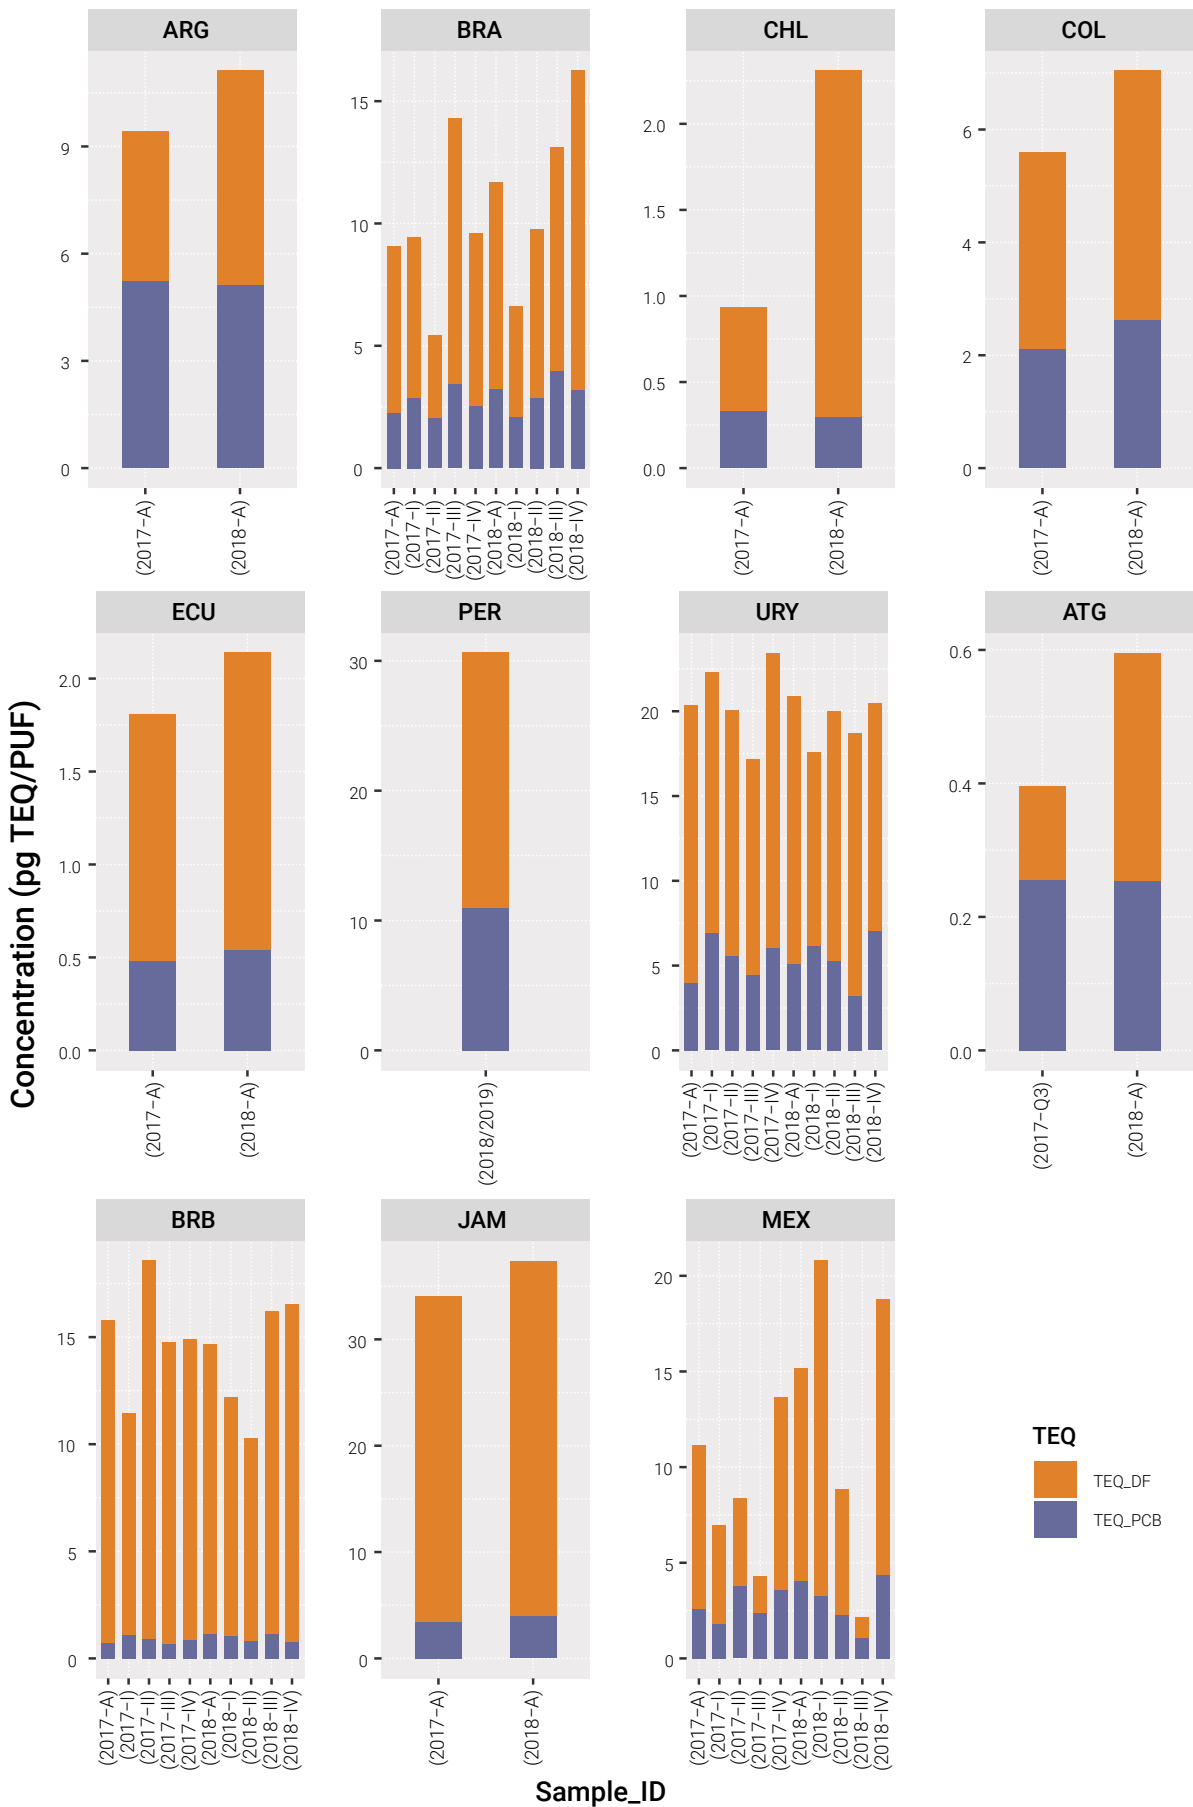 ARG
BRA
CHL
COL
9
6
3
0
15
10
5
0
2.0
1.5
1.0
0.5
0.0
6
4
2
0
(2017-A)
(2018-A)
(2017-A)
(2017-I)
(2017-II)
(2017-III)
(2017-IV)
(2018-A)
(2018-I)
(2018-II)
(2018-III)
(2018-IV)
(2017-A)
(2018-A)
(2017-A)
(2018-A)
ECU
PER
URY
ATG
2.0
1.5
1.0
0.5
0.0
30
20
10
0
20
15
10
5
0
0.6
0.4
0.2
0.0
(2017-A)
(2018-A)
(2018/2019)
(2017-A)
(2017-I)
(2017-II)
(2017-III)
(2017-IV)
(2018-A)
(2018-I)
(2018-II)
(2018-III)
(2018-IV)
(2017-Q3)
(2018-A)
Concentration (pg TEQ/PUF)
BRB
JAM
MEX
15
10
5
0
30
20
10
0
20
15
10
5
0
(2017-A)
(2017-I)
(2017-II)
(2017-III)
(2017-IV)
(2018-A)
(2018-I)
(2018-II)
(2018-III)
(2018-IV)
(2017-A)
(2018-A)
(2017-A)
(2017-I)
(2017-II)
(2017-III)
(2017-IV)
(2018-A)
(2018-I)
(2018-II)
(2018-III)
(2018-IV)
TEQ
TEQ_DF
TEQ_PCB
Sample_ID